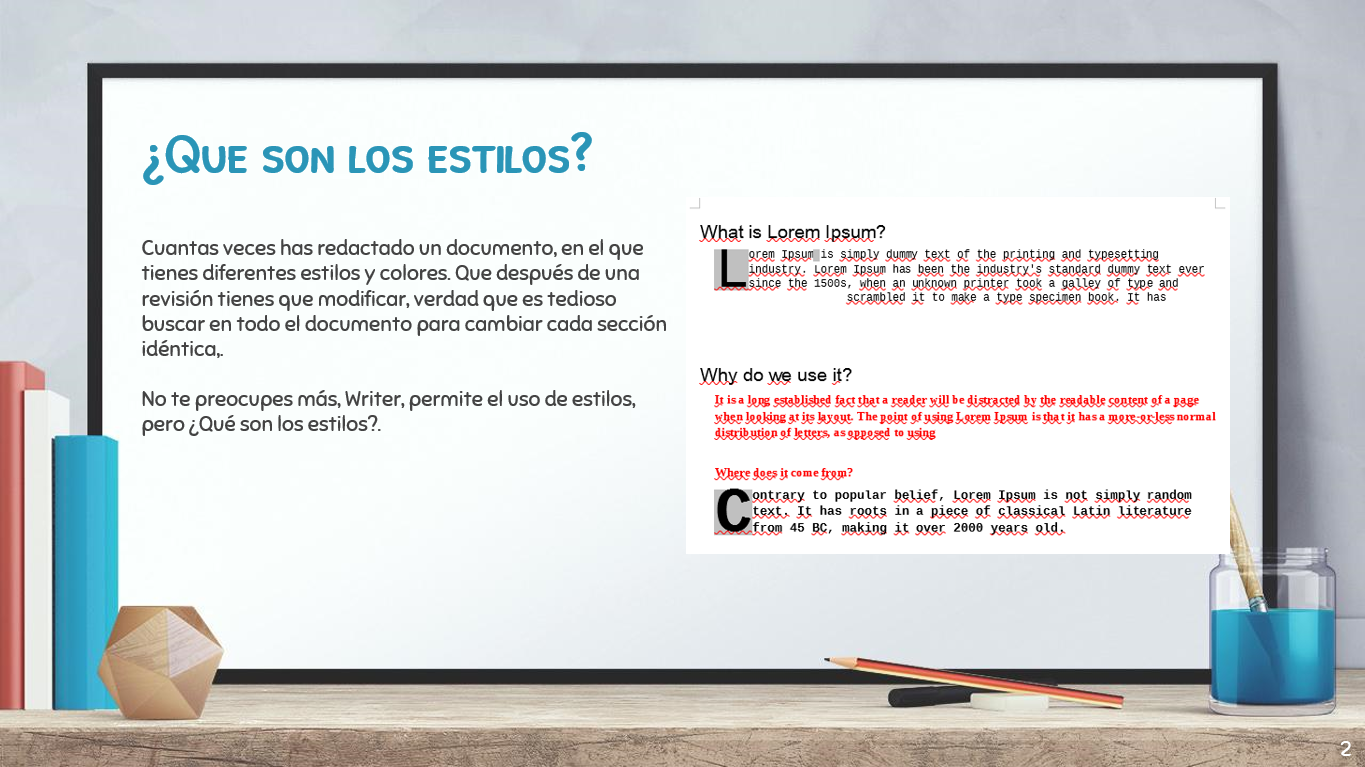 ¿Que son los estilos?
Cuantas veces has redactado un documento, en el que
tienes diferentes estilos y colores. Que después de una
revisión tienes que modificar, verdad que es tedioso
buscar en todo el documento para cambiar cada sección
idéntica,.
No te preocupes más, Writer, permite el uso de estilos,
pero ¿Qué son los estilos?.
What is Lorem Ipsum?
Lorem Ipsum is simply dummy text of the printing and typesetting
industry. Lorem Ipsum has been the industry's standard dummy text ever
since the 1500s, when an unknown printer took a galley of type and
scrambled it to make a type specimen book. It has
Why do we use it?
It is a long established fact that a reader will be distracted by the readable content of a page
when looking at its layout. The point of using Lorem Ipsum is that it has a more-or-less normal
distribution of letters, as opposed to using
Where does it come from?
Contrary to popular belief, Lorem Ipsum is not simply random
text. It has roots in a piece of classical Latin literature
from 45 BC, making it over 2000 years old.
2